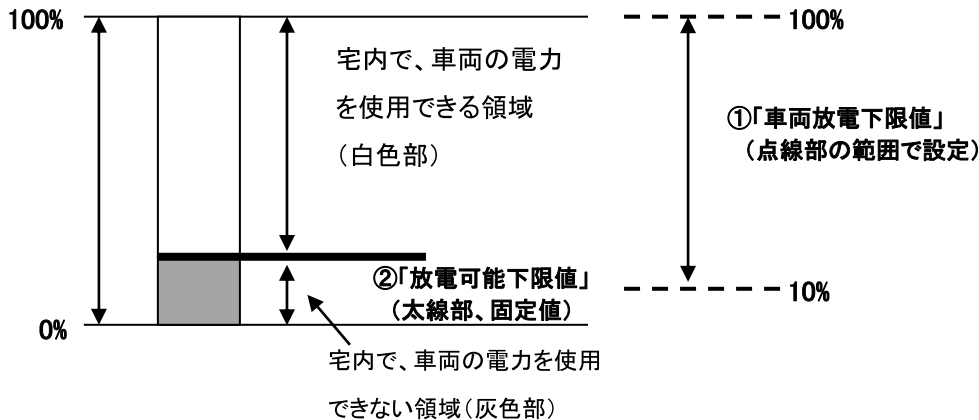 100%
宅内で、車両の電力
を使用できる領域
（白色部）
②「放電可能下限値」
（太線部、固定値）
0%
宅内で、車両の電力を使用
できない領域（灰色部）
100%
①「車両放電下限値」
（点線部の範囲で設定）
10%